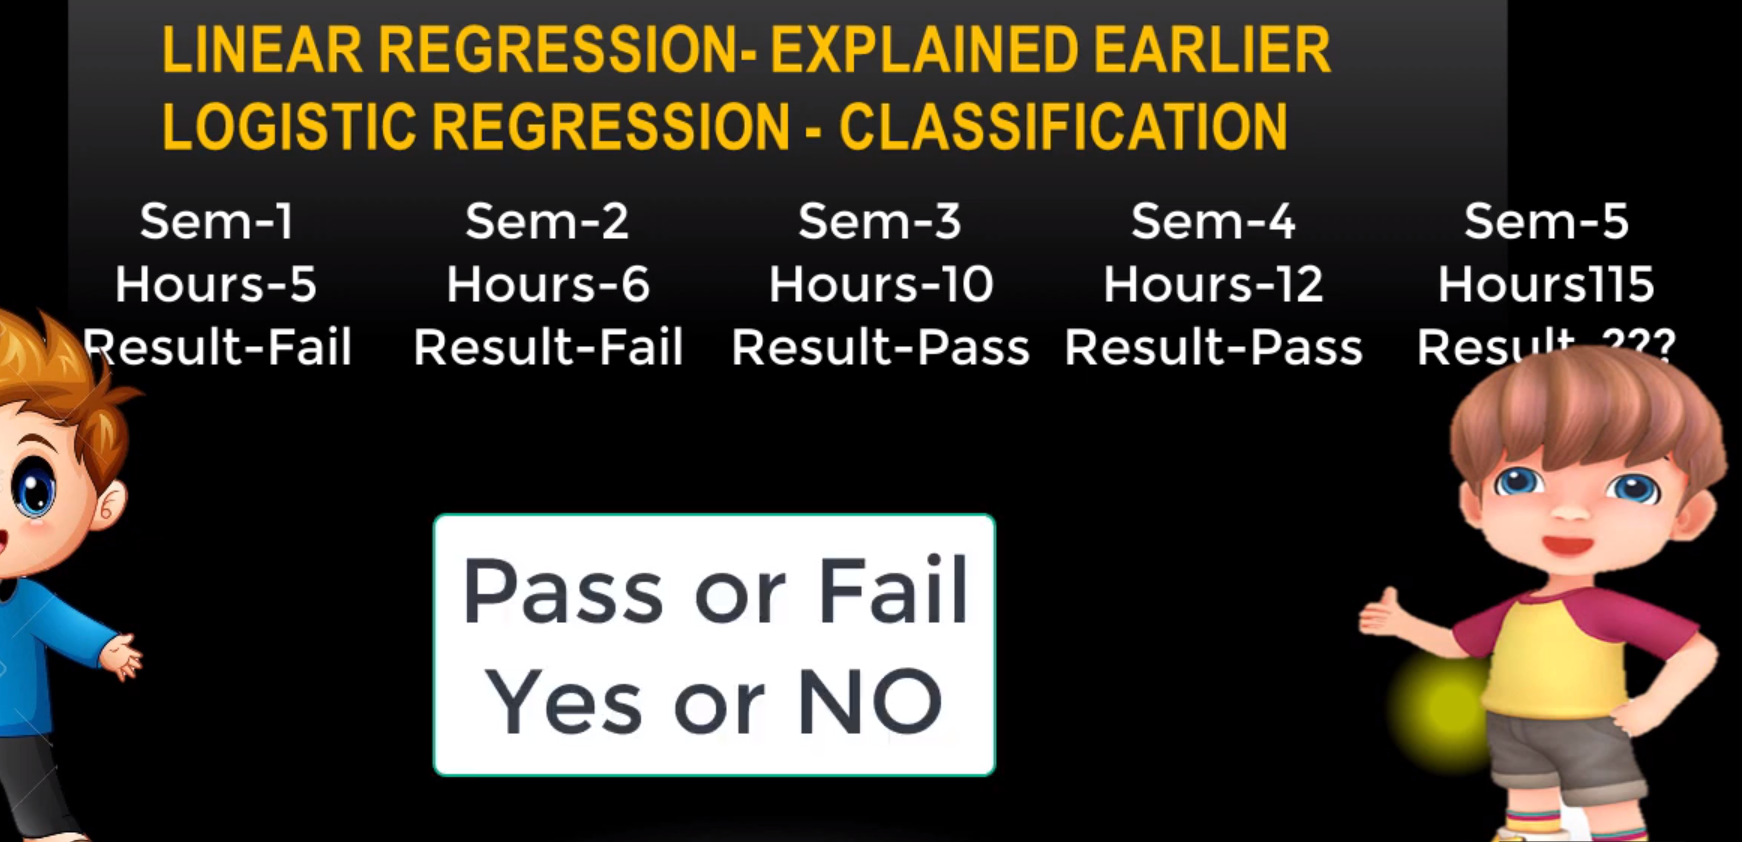 LINEAR REGRESSION- EXPLAINED EARLIER
LOGISTIC REGRESSION - CLASSIFICATION
Sem-1 Sem-2 Sem-3 Sem-4 Sem-5
Hours-5 Hours-6 Hours-10 Hours-12 Hours115
Result-Fail Result-Fail Result-Pass Result-Pass Result-???
Pass or Fail
Yes or NO